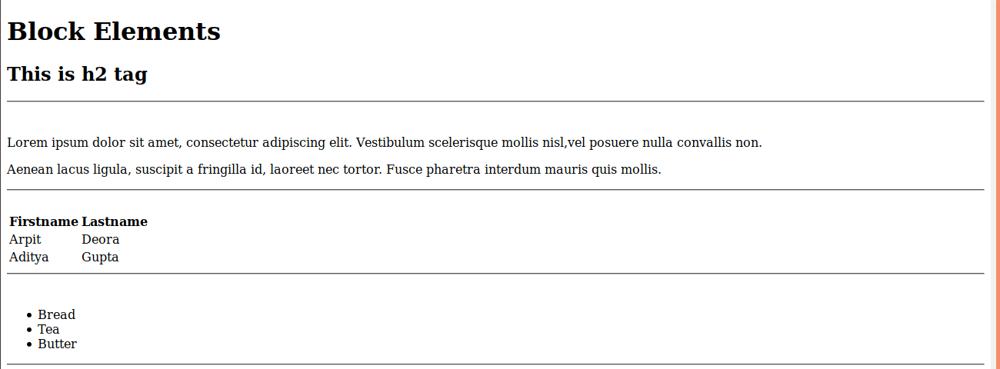 Block Elements
This is h2 tag
Lorem ipsum dolor sit amet, consectetur adipiscing elit. Vestibulum scelerisque mollis nisl,vel posuere nulla convallis non.
Aenean lacus ligula, suscipit a fringilla id, laoreet nec tortor. Fusce pharetra interdum mauris quis mollis.
Firstname Lastname
Arpit Deora
Aditya Gupta
• Bread
• Tea
• Butter